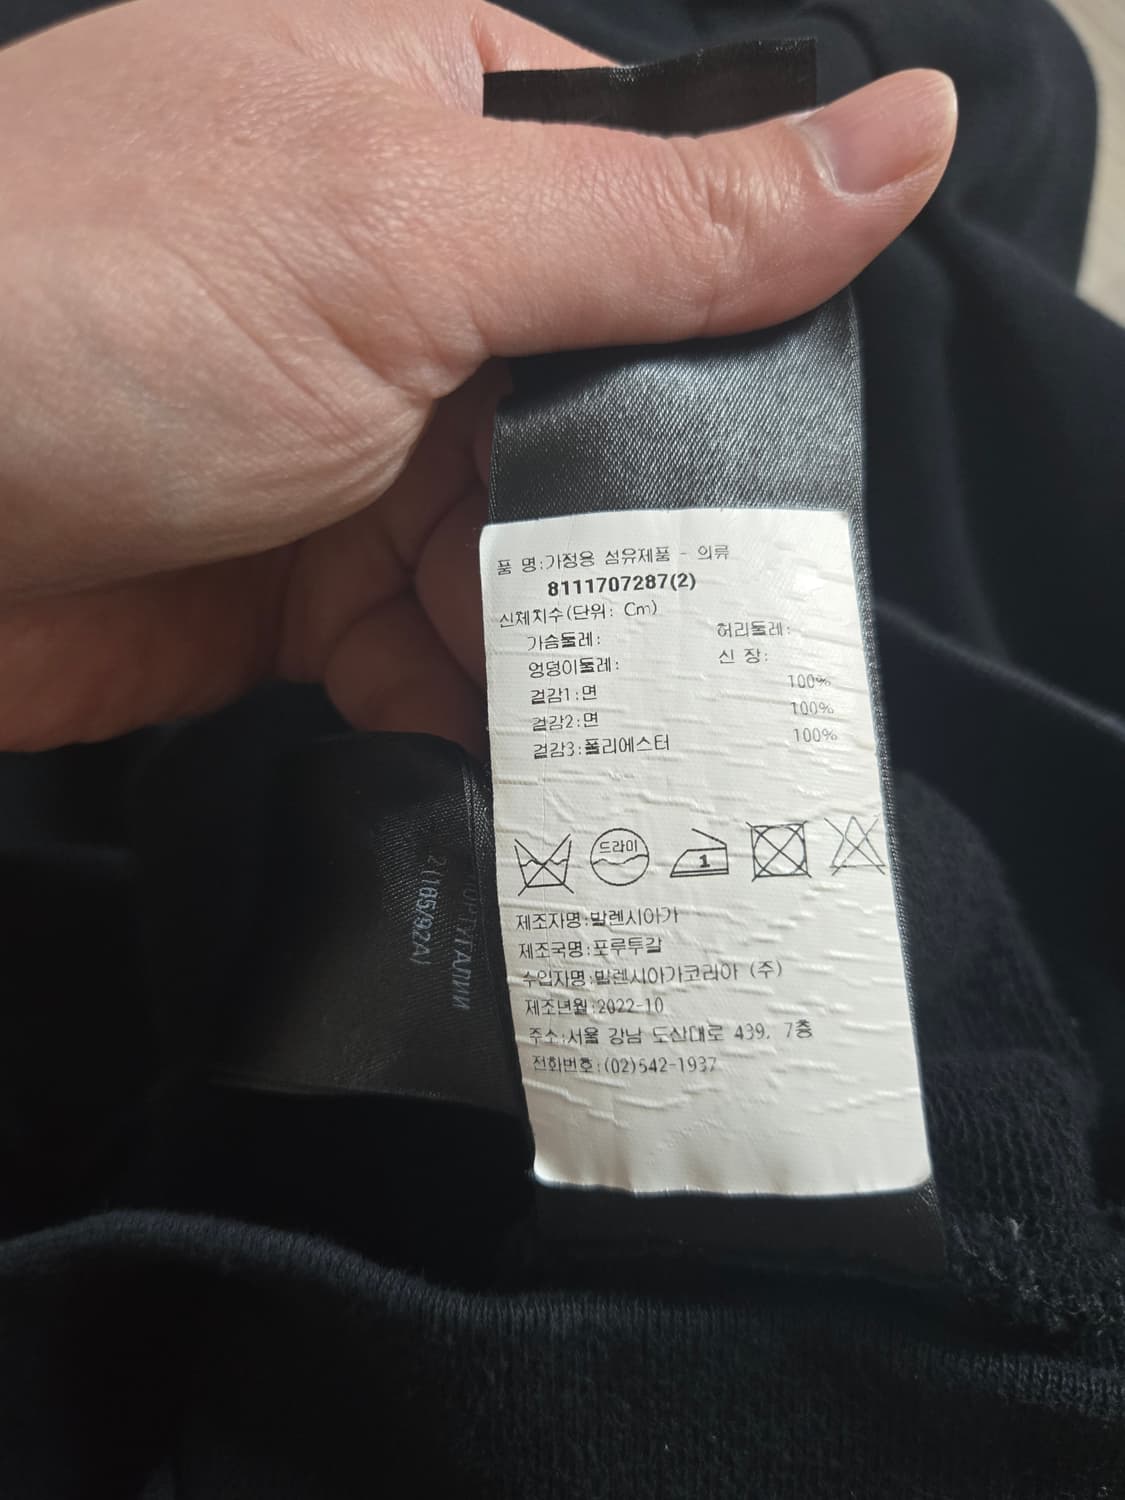 품 명:가정용 섬유제품 - 의류
8111707287(2)
신체치수(단위: Cm)
가슴둘레: 허리둘레:
엉덩이둘레: 신 장:
겉감1:면 100%
겉감2:면 100%
겉감3:폴리에스터 100%
드라이
1
제조자명:발렌시아가
제조국명:포루투갈
수입자명:발렌시아가코리아 (주)
제조년월:2022-10
주소:서울 강남 도산대로 439, 7층
전화번호:(02)542-1937
2(165/92A)